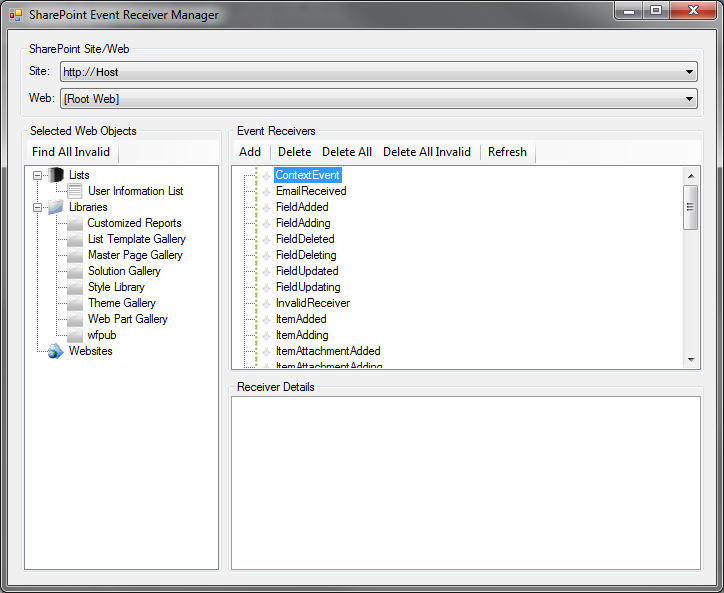 SharePoint Event Receiver Manager
SharePoint Site/Web
Site: http://Host
Web: [Root Web]
Selected Web Objects
Find All Invalid
Lists
User Information List
Libraries
Customized Reports
List Template Gallery
Master Page Gallery
Solution Gallery
Style Library
Theme Gallery
Web Part Gallery
wfpub
Websites
Event Receivers
Add Delete Delete All Delete All Invalid Refresh
ContextEvent
EmailReceived
FieldAdded
FieldAdding
FieldDeleted
FieldDeleting
FieldUpdated
FieldUpdating
InvalidReceiver
ItemAdded
ItemAdding
ItemAttachmentAdded
ItemAttachmentAdding
Receiver Details